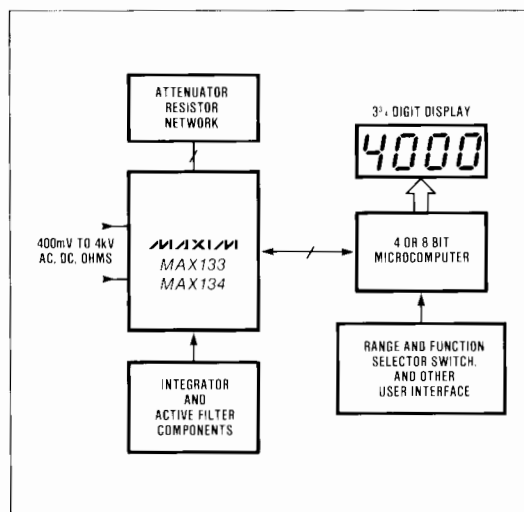 ATTENUATOR
RESISTOR
NETWORK
3¾ DIGIT DISPLAY
4000
400mV TO 4kV
AC, DC, OHMS
MAXIM
MAX133
MAX134
4 OR 8 BIT
MICROCOMPUTER
INTEGRATOR
AND
ACTIVE FILTER
COMPONENTS
RANGE AND FUNCTION
SELECTOR SWITCH,
AND OTHER
USER INTERFACE